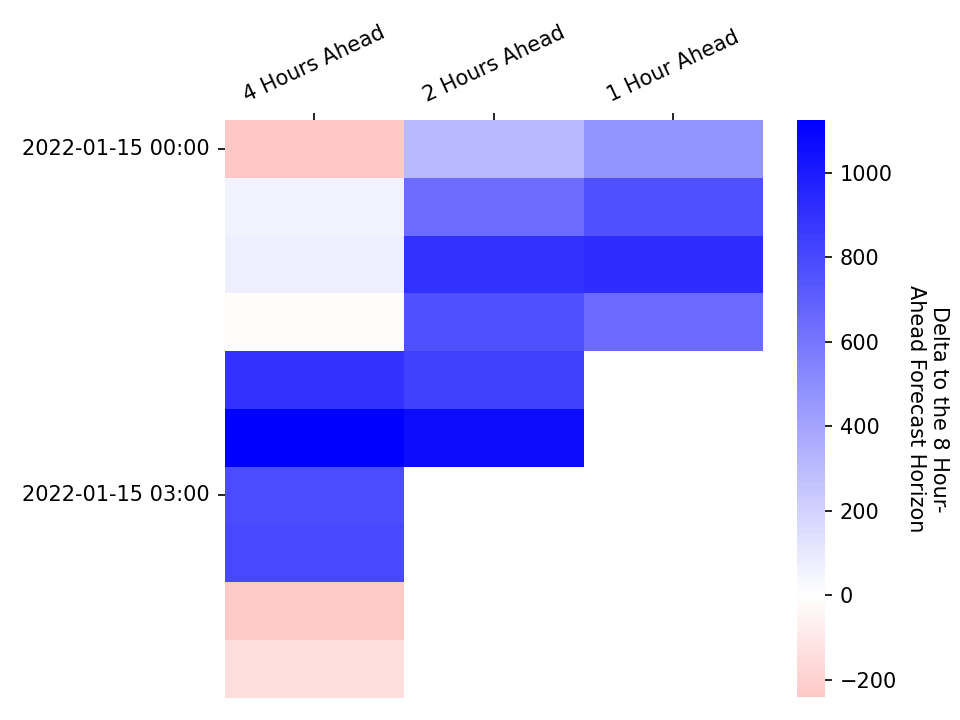 4 Hours Ahead
2 Hours Ahead
1 Hour Ahead
2022-01-15 00:00
2022-01-15 03:00
1000
800
600
400
200
0
−200
Delta to the 8 Hour-
Ahead Forecast Horizon